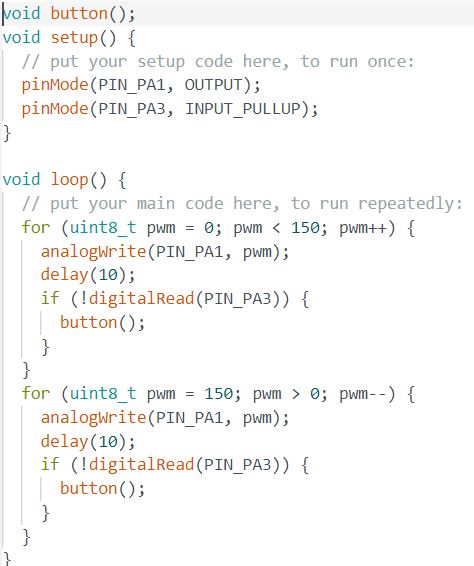 void button();
void setup() {
  // put your setup code here, to run once:
  pinMode(PIN_PA1, OUTPUT);
  pinMode(PIN_PA3, INPUT_PULLUP);
}

void loop() {
  // put your main code here, to run repeatedly:
  for (uint8_t pwm = 0; pwm < 150; pwm++) {
    analogWrite(PIN_PA1, pwm);
    delay(10);
    if (!digitalRead(PIN_PA3)) {
      button();
    }
  }
  for (uint8_t pwm = 150; pwm > 0; pwm--) {
    analogWrite(PIN_PA1, pwm);
    delay(10);
    if (!digitalRead(PIN_PA3)) {
      button();
    }
  }
}